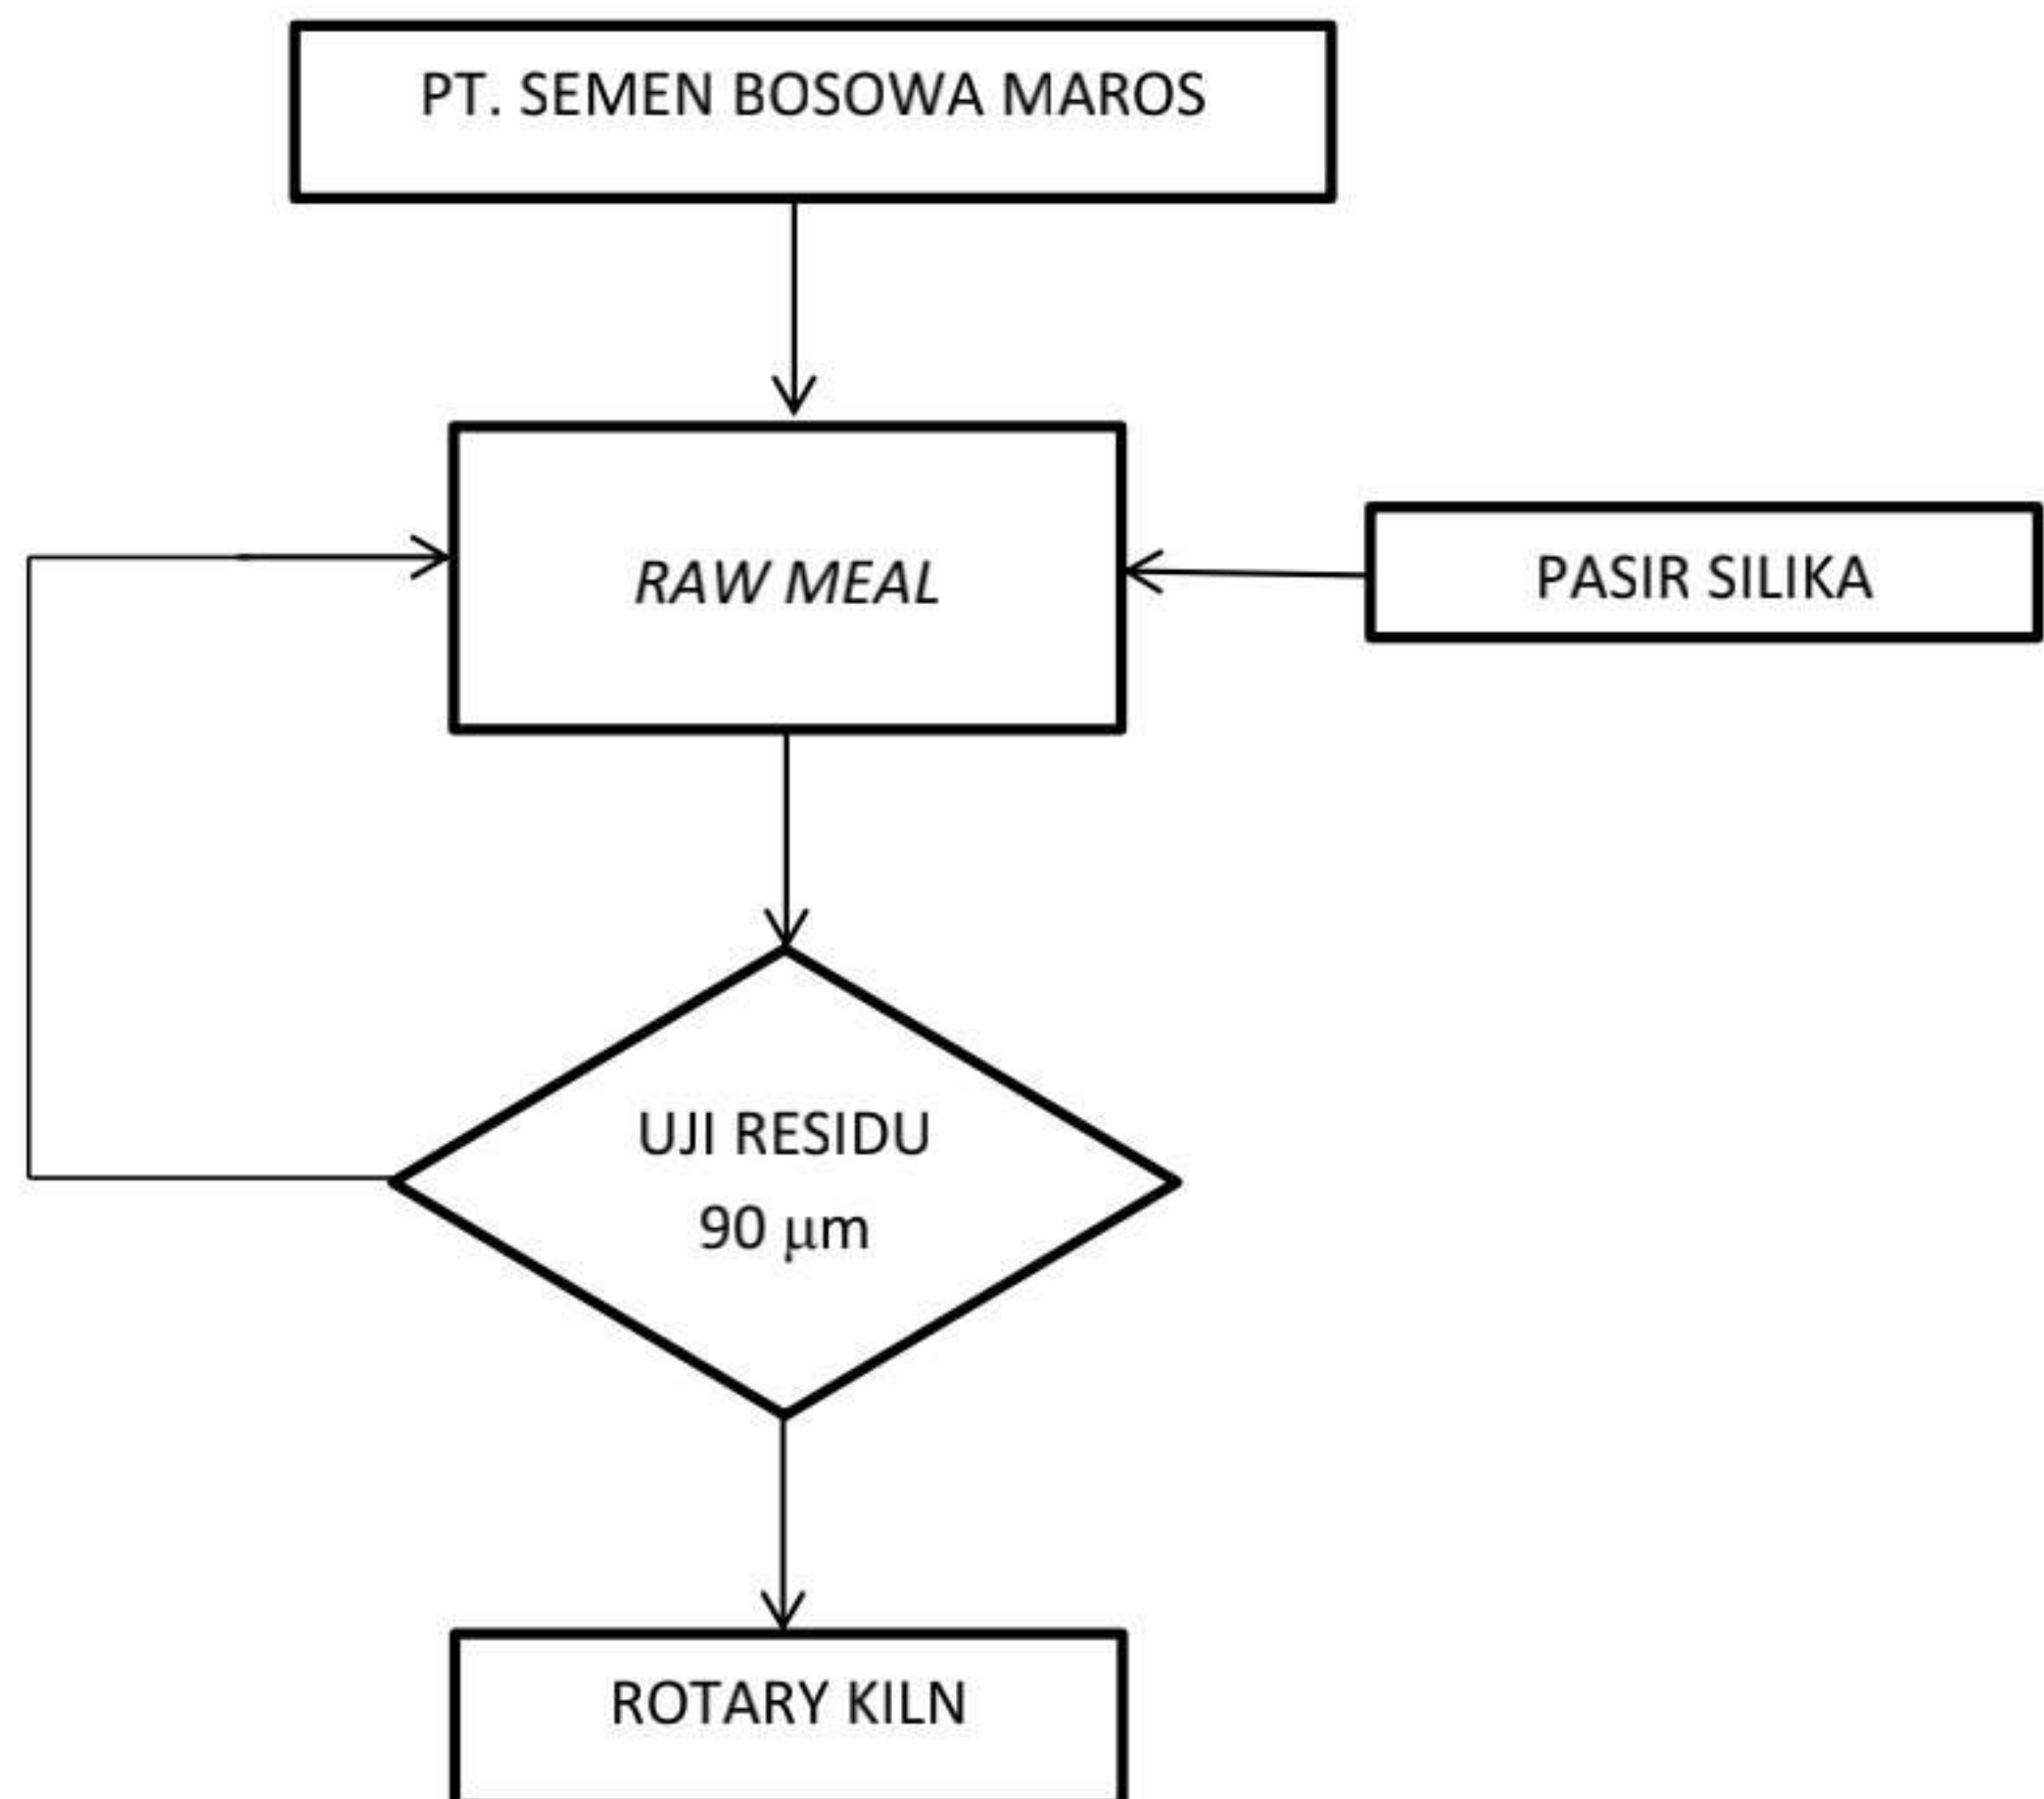 PT. SEMEN BOSOWA MAROS
RAW MEAL
PASIR SILIKA
UJI RESIDU
90 μm
ROTARY KILN